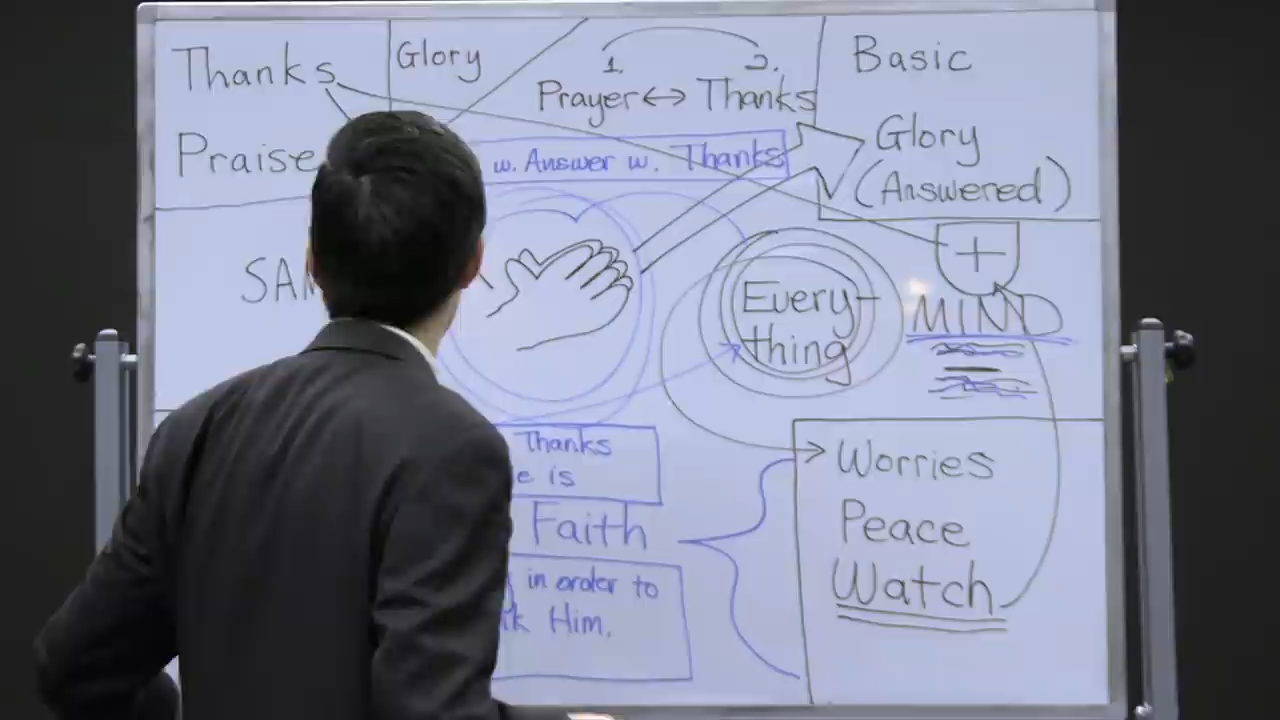 Thanks
Praise
Glory
1. 2.
Prayer ↔ Thanks
w. Answer w. Thanks
Basic
Glory
(Answered)
Every-
thing
MIND
Thanks
is
Faith
in order to
Him.
Worries
Peace
Watch